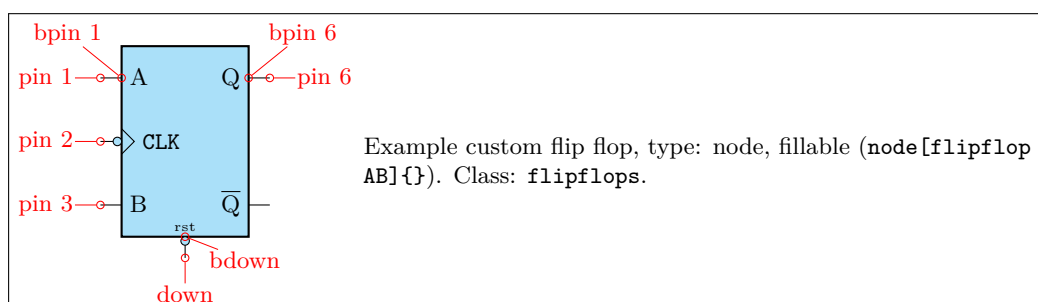 bpin 1
bpin 6
pin 1
A
Q
pin 6
pin 2
CLK
Example custom flip flop, type: node, fillable (node[flipflop
AB]{}). Class: flipflops.
pin 3
B
Q
rst
bdown
down